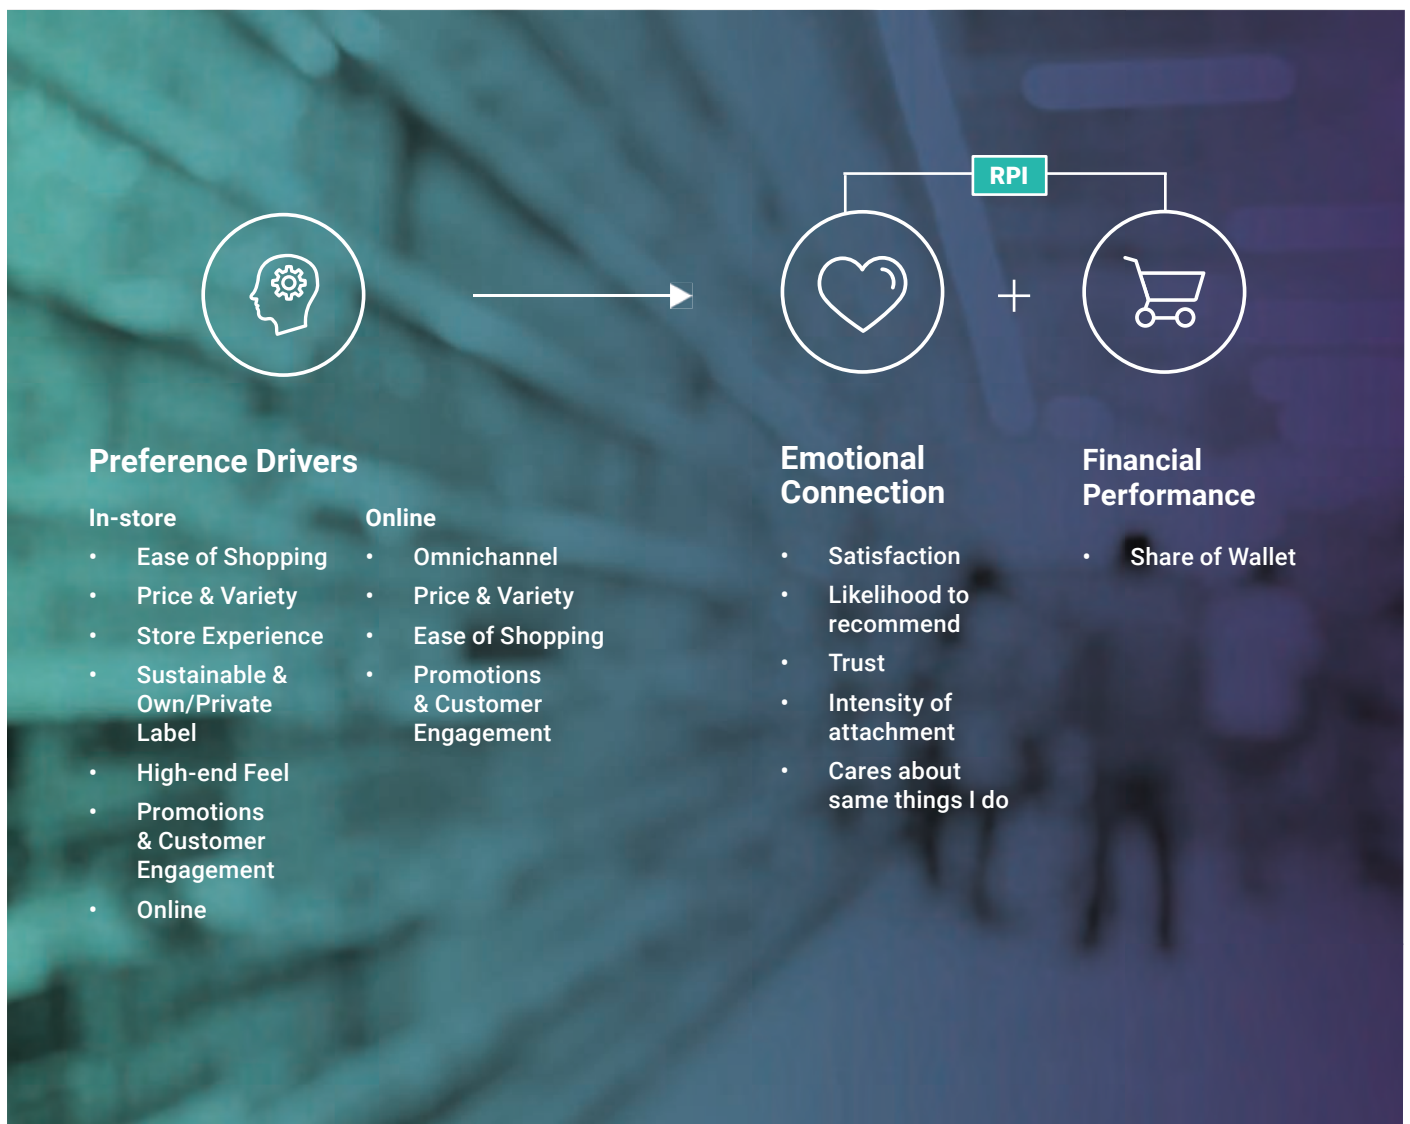 RPI
Preference Drivers
In-store
• Ease of Shopping
• Price & Variety
• Store Experience
• Sustainable &
Own/Private
Label
• High-end Feel
• Promotions
& Customer
Engagement
• Online
Online
• Omnichannel
• Price & Variety
• Ease of Shopping
• Promotions
& Customer
Engagement
Emotional
Connection
• Satisfaction
• Likelihood to
recommend
• Trust
• Intensity of
attachment
• Cares about
same things I do
Financial
Performance
• Share of Wallet